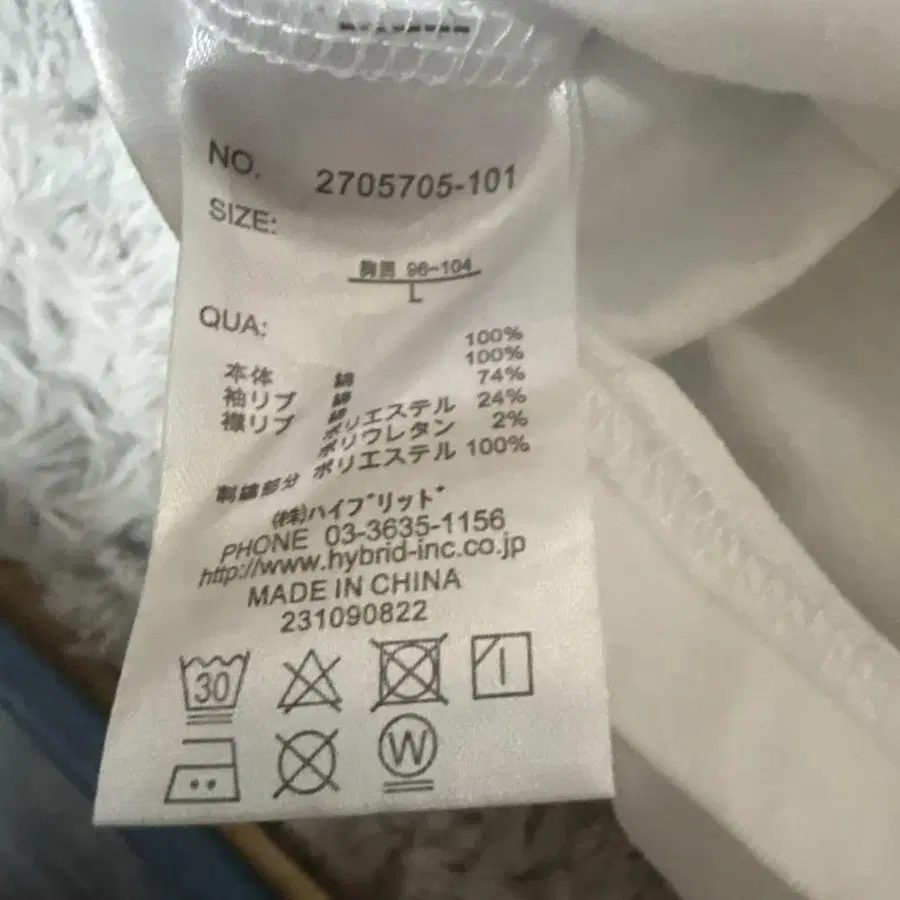 NO. 2705705-101
SIZE:
胸囲 96-104
L
QUA:
100%
本体 綿 100%
袖リブ 綿 74%
襟リブ 綿
ポリエステル 24%
ポリウレタン 2%
刺繍部分 ポリエステル 100%
(株)ハイブリッド
PHONE 03-3635-1156
http://www.hybrid-inc.co.jp
MADE IN CHINA
231090822
30
W